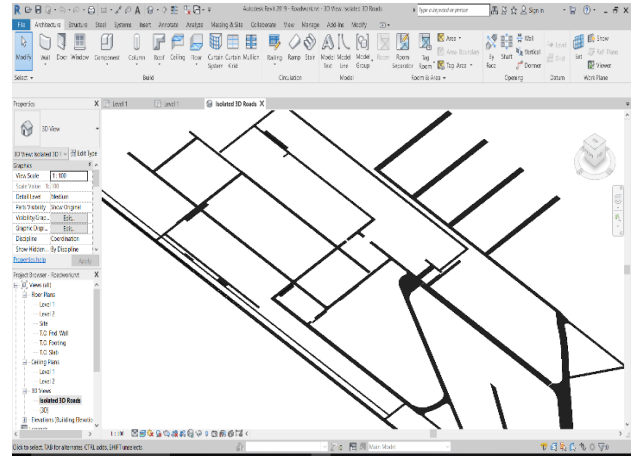 Autodesk Revit 2019 - Roadwork.rvt - 3D View: Isolated 3D Roads
Type a keyword or phrase
Sign In
File Architecture Structure Steel Systems Insert Annotate Analyze Massing & Site Collaborate View Manage Add-Ins Modify
Modify Wall Door Window Component Column Roof Ceiling Floor Curtain System Curtain Grid Mullion Railing Ramp Stair Model Text Model Line Model Group Room Room Separator Tag Room Area Area Boundary Tag Area By Face Shaft Wall Vertical Dormer Level Grid Set Show Ref Plane Viewer
Select Build Circulation Model Room & Area Opening Datum Work Plane
Properties X
Level 1 Level 1 Isolated 3D Roads X
3D View
3D View: Isolated 3D Edit Type
Graphics
View Scale 1 : 100
Scale Value 1: 100
Detail Level Medium
Parts Visibility Show Original
Visibility/Grap... Edit...
Graphic Displ... Edit...
Discipline Coordination
Show Hidden... By Discipline
Properties help Apply
Project Browser - Roadwork.rvt X
Views (all)
Floor Plans
Level 1
Level 2
Site
T.O. Fnd. Wall
T.O. Footing
T.O. Slab
Ceiling Plans
Level 1
Level 2
3D Views
Isolated 3D Roads
{3D}
Elevations (Building Elevatio
Click to select, TAB for alternates, CTRL adds, SHIFT unselects.
Main Model